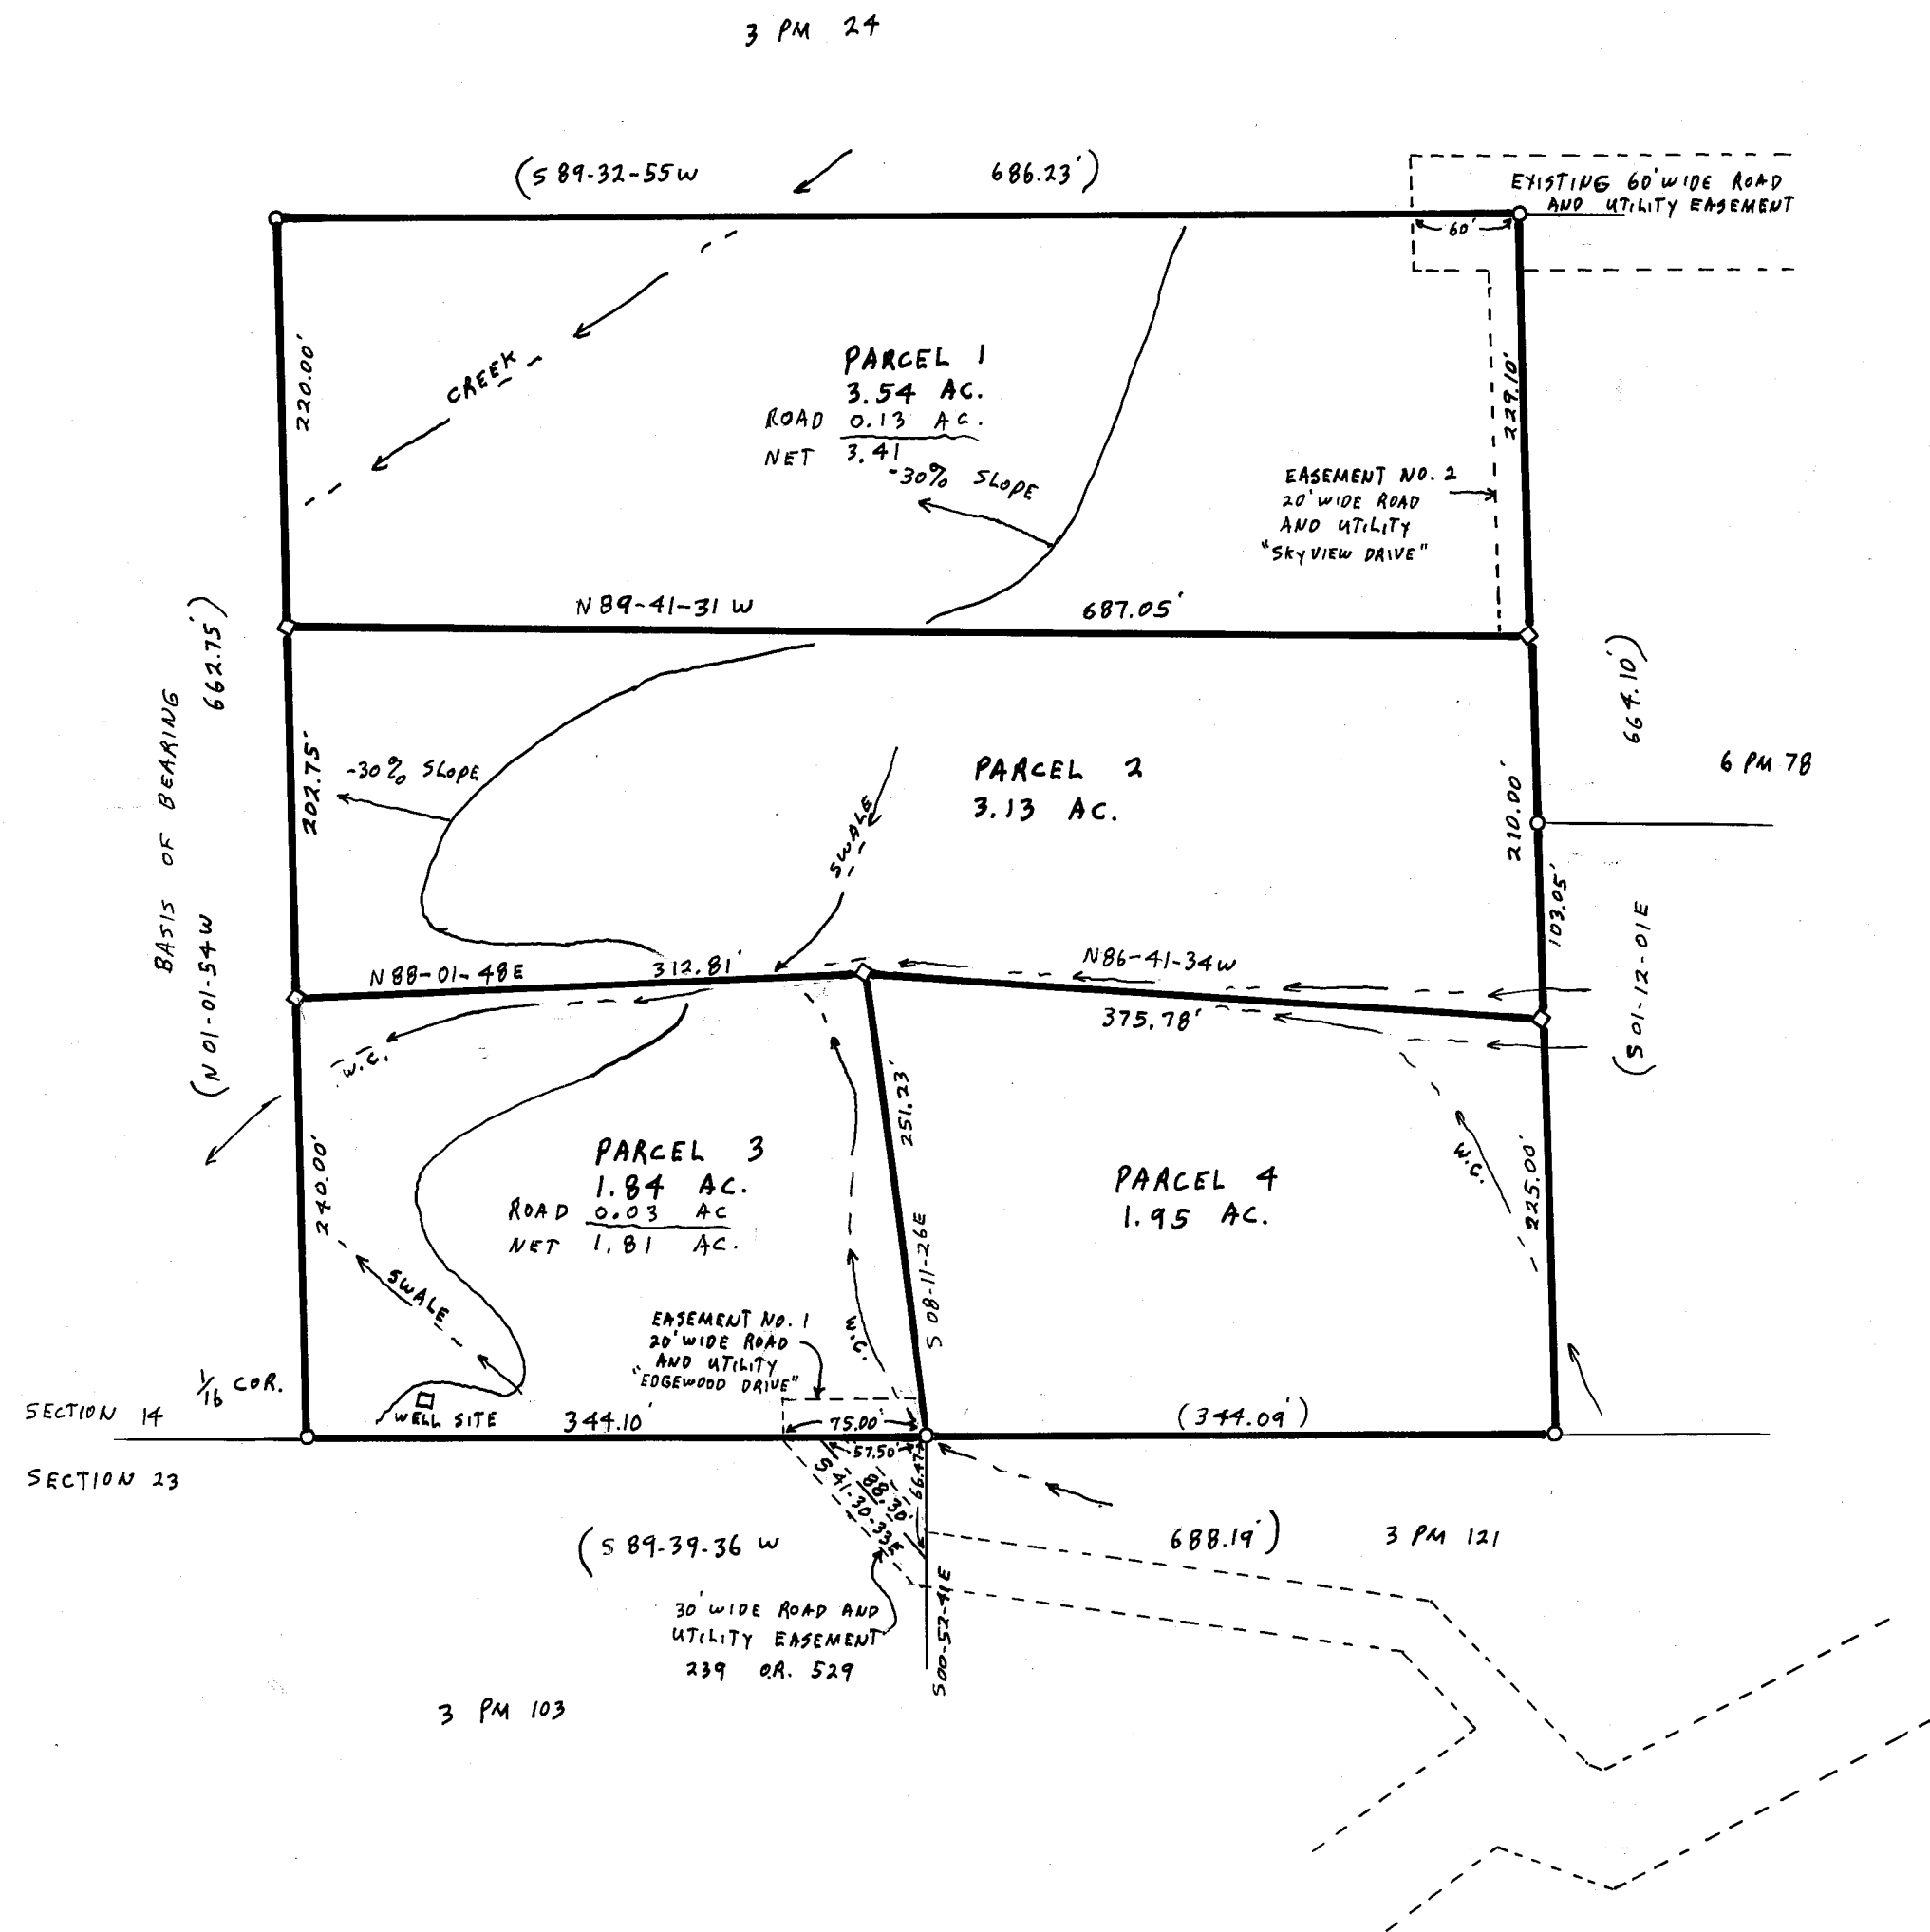 3 PM 24
(S 89-32-55 W 686.23')
EXISTING 60' WIDE ROAD
AND UTILITY EASEMENT
60'
220.00'
CREEK
PARCEL 1
3.54 AC.
ROAD 0.13 AC.
NET 3.41
-30% SLOPE
229.10'
EASEMENT NO. 2
20' WIDE ROAD
AND UTILITY
"SKYVIEW DRIVE"
N 89-41-31 W 687.05'
BASIS OF BEARING
(N 01-01-54 W 662.75')
202.75'
-30% SLOPE
SWALE
PARCEL 2
3.13 AC.
210.00'
103.05'
(S 01-12-01 E 664.10')
6 PM 78
N 88-01-48 E 312.81'
N 86-41-34 W
375.78'
W.C.
240.00'
PARCEL 3
1.84 AC.
ROAD 0.03 AC
NET 1.81 AC.
251.23'
S 08-11-26 E
PARCEL 4
1.95 AC.
W.C.
225.00'
SWALE
EASEMENT NO. 1
20' WIDE ROAD
AND UTILITY
"EDGEWOOD DRIVE"
W.C.
1/16 COR.
SECTION 14
WELL SITE
344.10'
75.00'
(344.09')
SECTION 23
57.50'
66.47'
88.30'
S 41-30-33 E
(S 89-39-36 W 688.19')
3 PM 121
30' WIDE ROAD AND
UTILITY EASEMENT
239 O.R. 529
S 00-52-41 E
3 PM 103